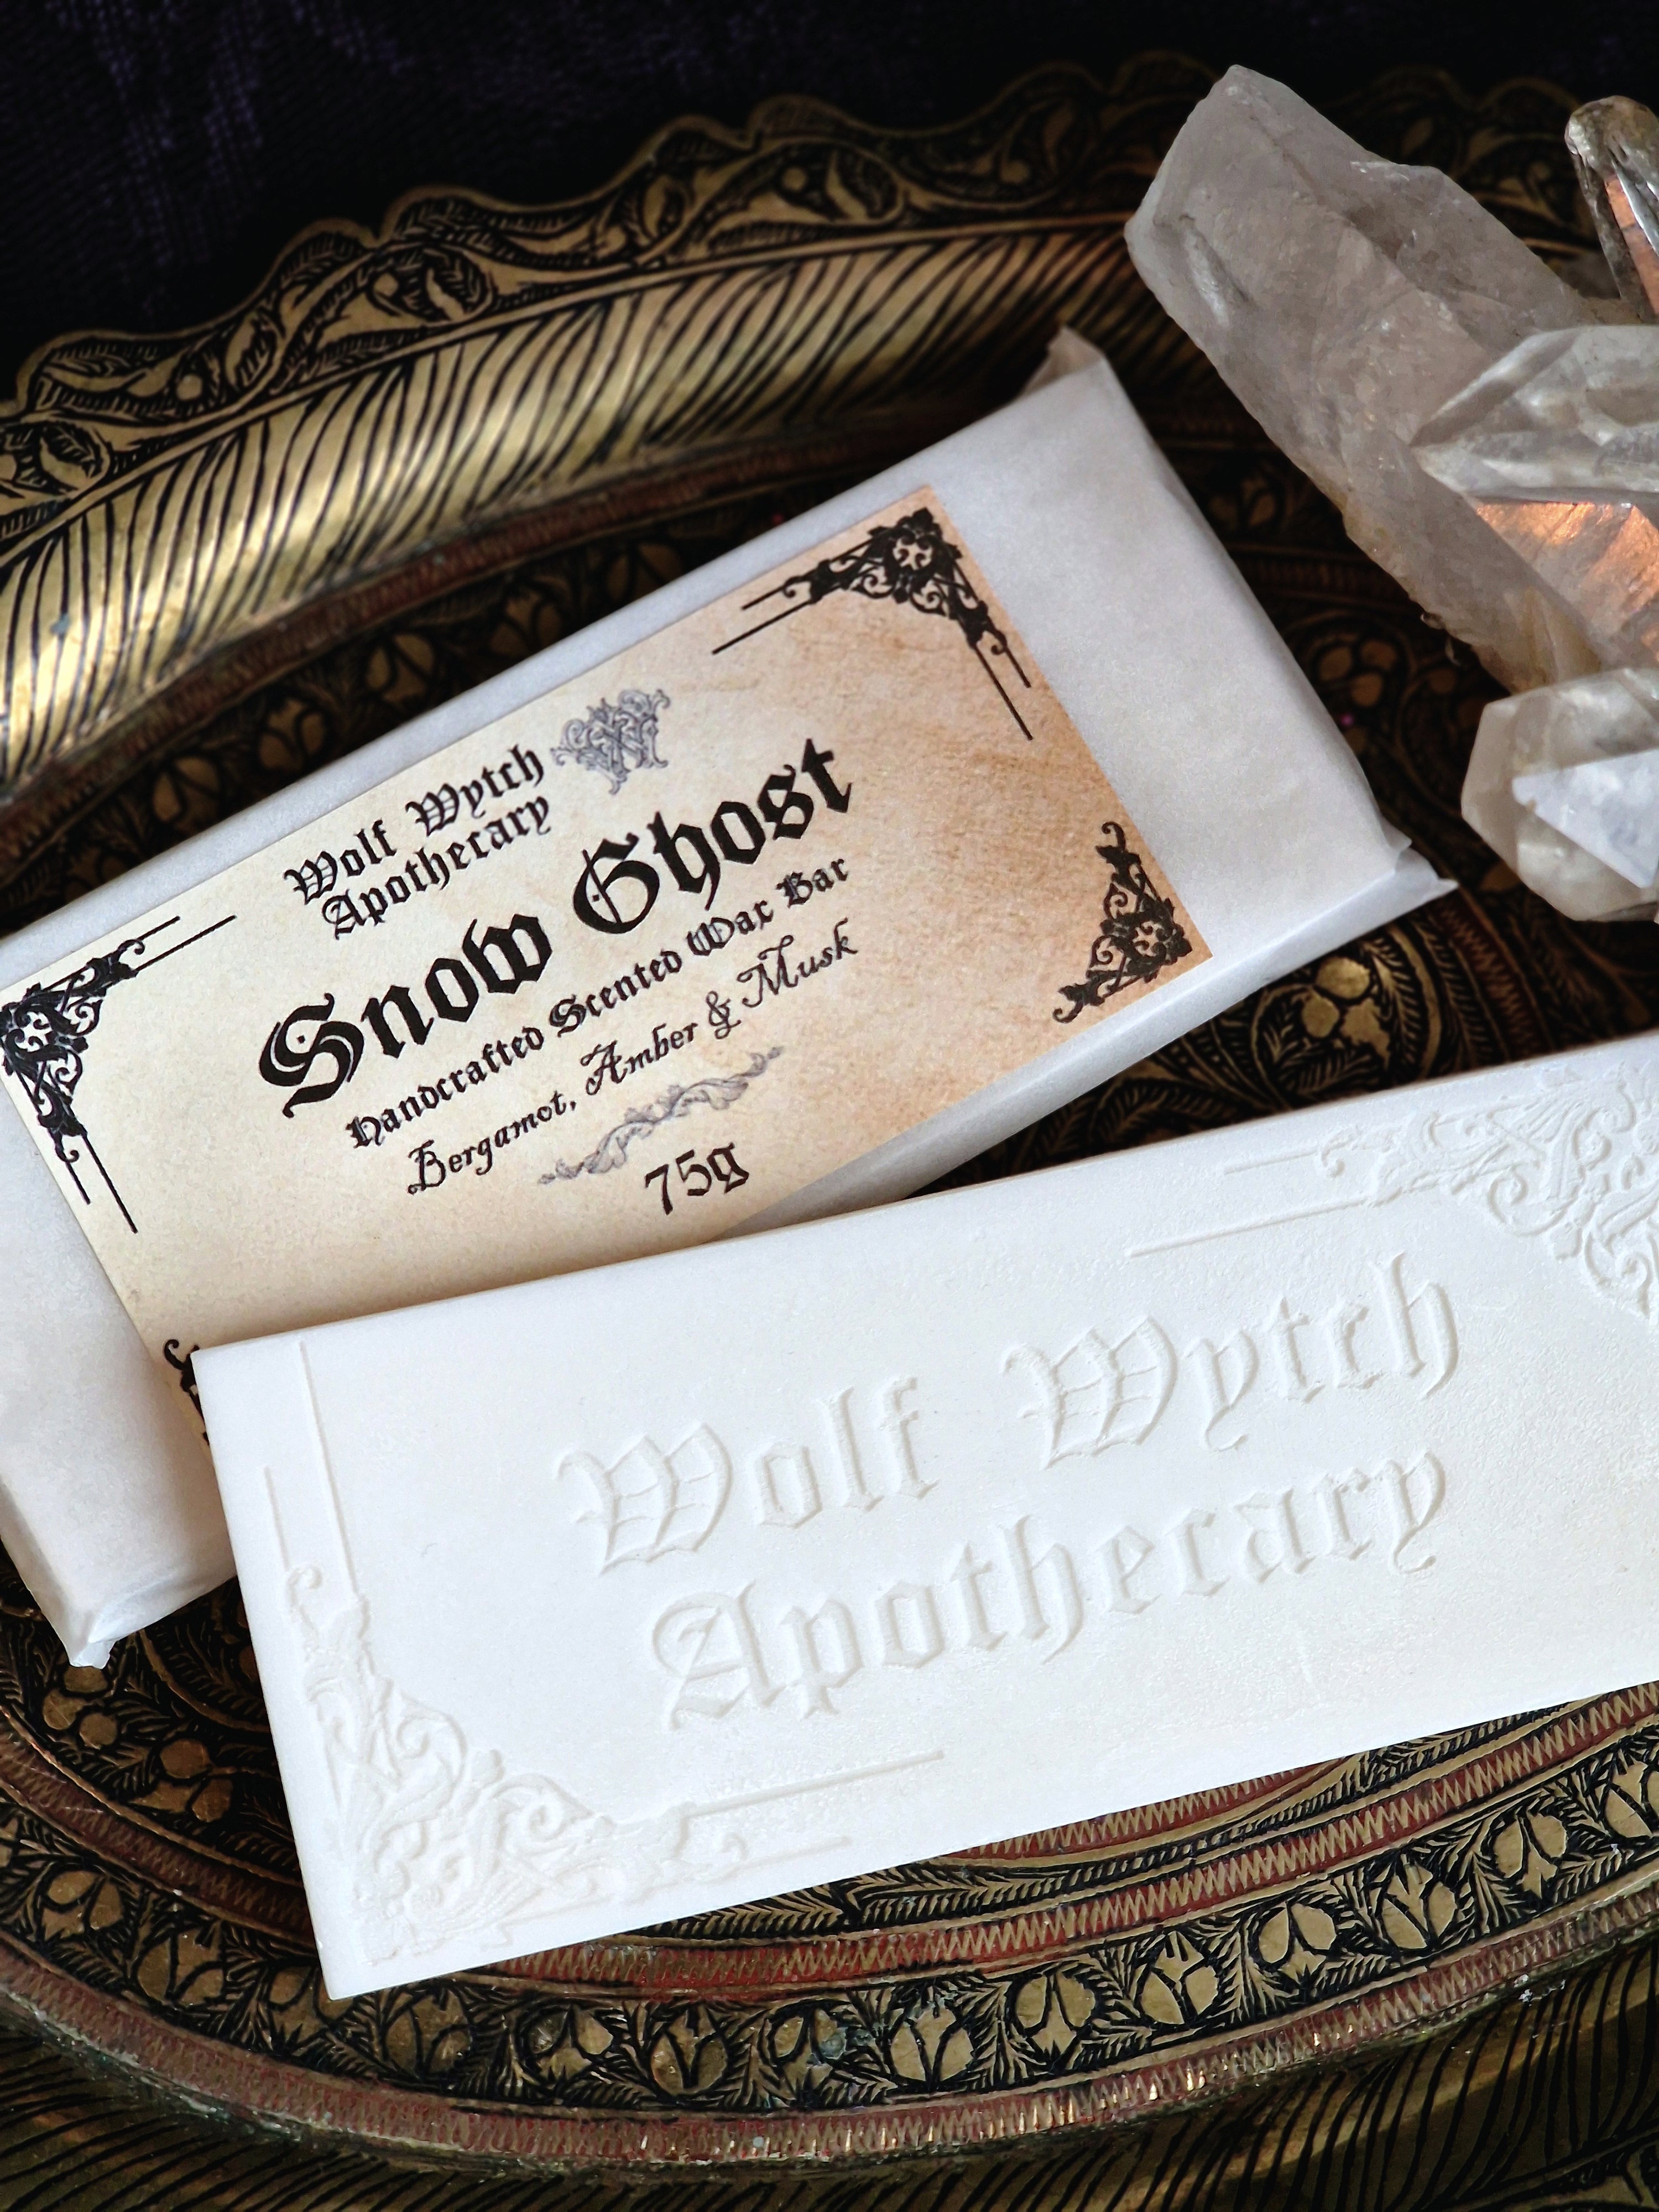 Wolf Wytch
Apothecary
Snow Ghost
Handcrafted Scented Wax Bar
Bergamot, Amber & Musk
75g
Wolf Wytch
Apothecary